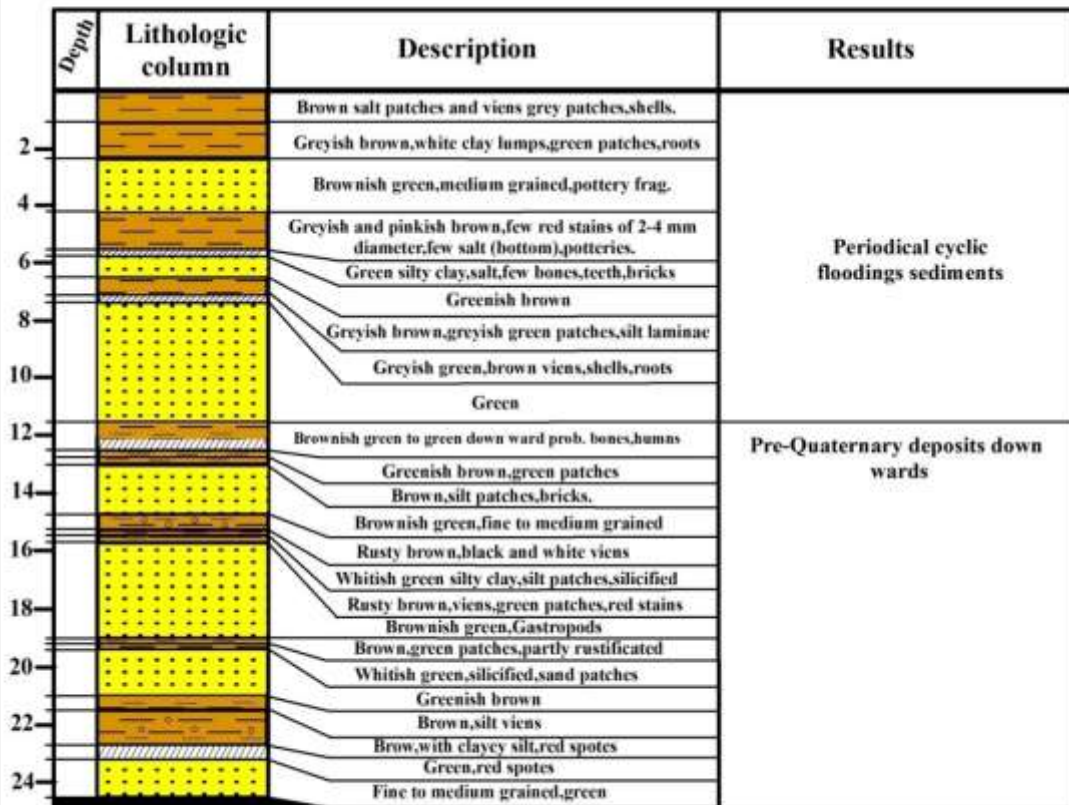 Depth
Lithologic
column
Description
Results
Brown salt patches and viens grey patches,shells.
2
Greyish brown,white clay lumps,green patches,roots
Brownish green,medium grained,pottery frag.
4
Greyish and pinkish brown,few red stains of 2-4 mm
diameter,few salt (bottom),potteries.
Periodical cyclic
floodings sediments
6
Green silty clay,salt,few bones,teeth,bricks
Greenish brown
8
Greyish brown,greyish green patches,silt laminae
Greyish green,brown viens,shells,roots
10
Green
12
Brownish green to green down ward prob. bones,humns
Pre-Quaternary deposits down
wards
Greenish brown,green patches
Brown,silt patches,bricks.
14
Brownish green,fine to medium grained
16
Rusty brown,black and white viens
Whitish green silty clay,silt patches,silicified
Rusty brown,viens,green patches,red stains
18
Brownish green,Gastropods
Brown,green patches,partly rustificated
20
Whitish green,silicified,sand patches
Greenish brown
22
Brown,silt viens
Brow,with clayey silt,red spotes
Green,red spotes
24
Fine to medium grained,green